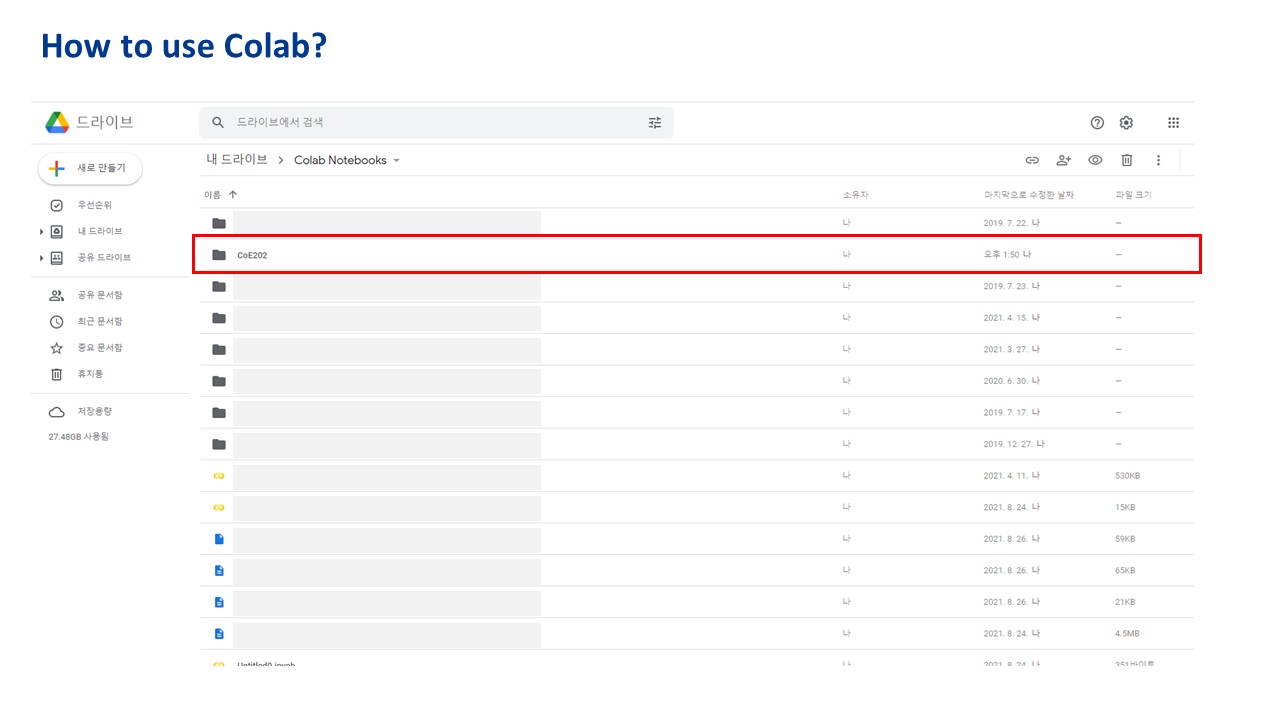 How to use Colab?
드라이브
드라이브에서 검색
새로 만들기
내 드라이브 > Colab Notebooks
이름 ↑ 소유자 마지막으로 수정한 날짜 파일 크기
우선순위
내 드라이브
공유 드라이브
공유 문서함
최근 문서함
중요 문서함
휴지통
저장용량
27.48GB 사용됨
나 2019. 7. 22. 나 –
CoE202 나 오후 1:50 나 –
나 2019. 7. 23. 나 –
나 2021. 4. 15. 나 –
나 2021. 3. 27. 나 –
나 2020. 6. 30. 나 –
나 2019. 7. 17. 나 –
나 2019. 12. 27. 나 –
나 2021. 4. 11. 나 530KB
나 2021. 8. 24. 나 15KB
나 2021. 8. 26. 나 59KB
나 2021. 8. 26. 나 65KB
나 2021. 8. 26. 나 21KB
나 2021. 8. 24. 나 4.5MB
Untitled0.ipynb 나 2021. 8. 24. 나 351바이트